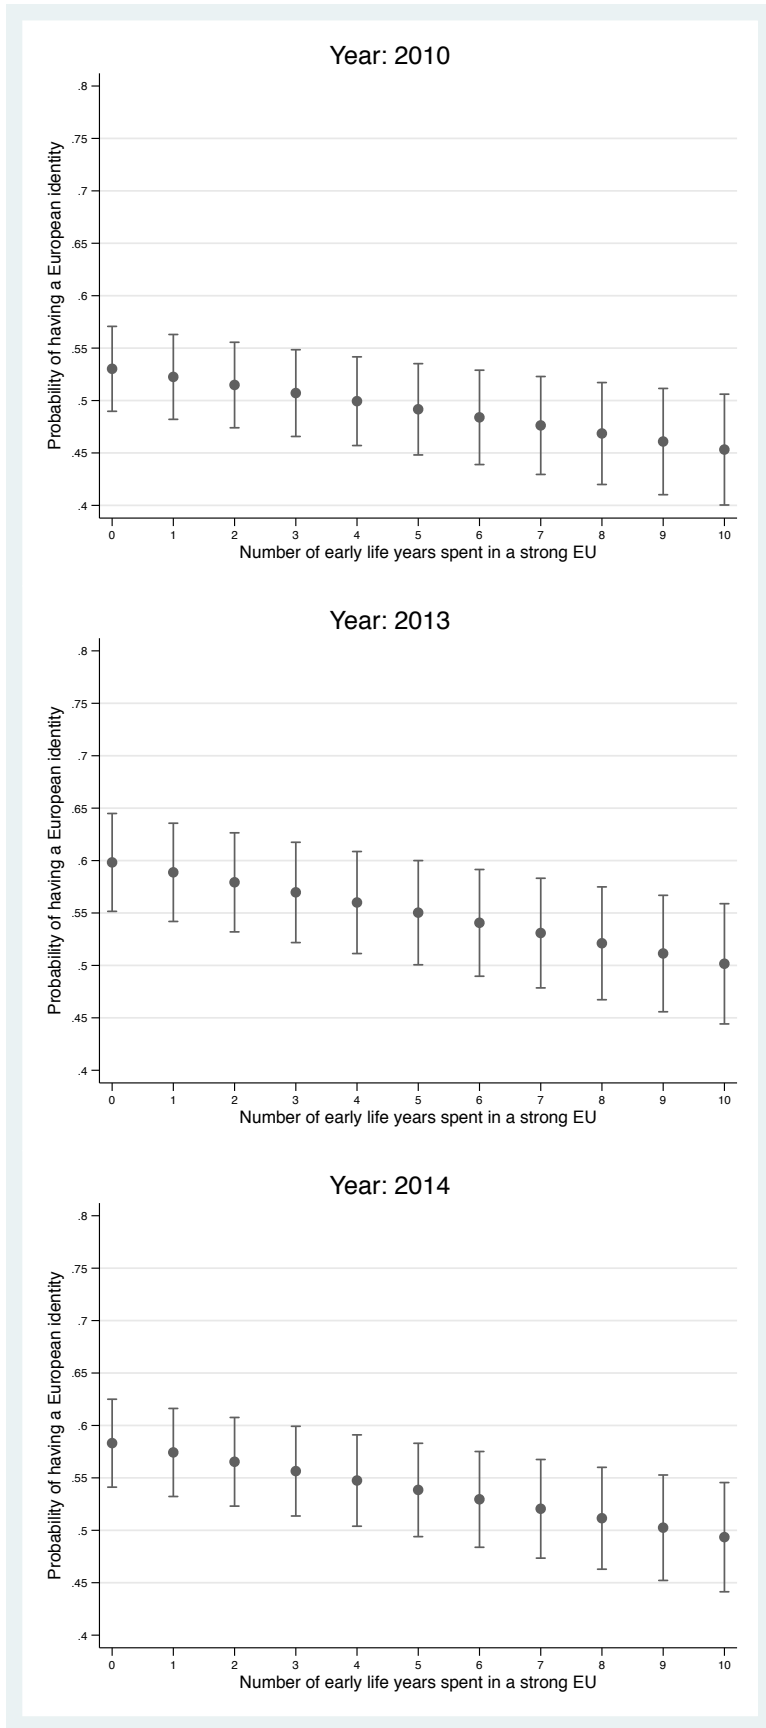 Year: 2010
Probability of having a European identity
.8
.75
.7
.65
.6
.55
.5
.45
.4
0 1 2 3 4 5 6 7 8 9 10
Number of early life years spent in a strong EU
Year: 2013
Probability of having a European identity
.8
.75
.7
.65
.6
.55
.5
.45
.4
0 1 2 3 4 5 6 7 8 9 10
Number of early life years spent in a strong EU
Year: 2014
Probability of having a European identity
.8
.75
.7
.65
.6
.55
.5
.45
.4
0 1 2 3 4 5 6 7 8 9 10
Number of early life years spent in a strong EU